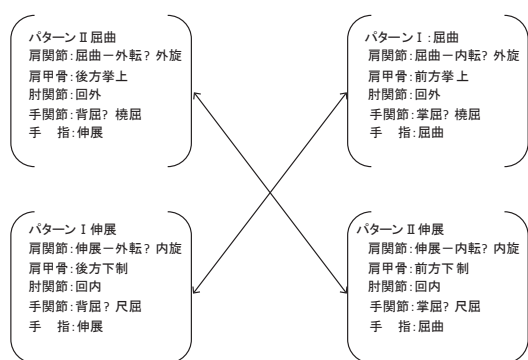 パターンⅡ屈曲
肩関節:屈曲－外転? 外旋
肩甲骨:後方挙上
肘関節:回外
手関節:背屈? 橈屈
手　指:伸展
パターンⅠ:屈曲
肩関節:屈曲－内転? 外旋
肩甲骨:前方挙上
肘関節:回外
手関節:掌屈? 橈屈
手　指:屈曲
パターンⅠ伸展
肩関節:伸展－外転? 内旋
肩甲骨:後方下制
肘関節:回内
手関節:背屈? 尺屈
手　指:伸展
パターンⅡ伸展
肩関節:伸展－内転? 内旋
肩甲骨:前方下制
肘関節:回内
手関節:掌屈? 尺屈
手　指:屈曲